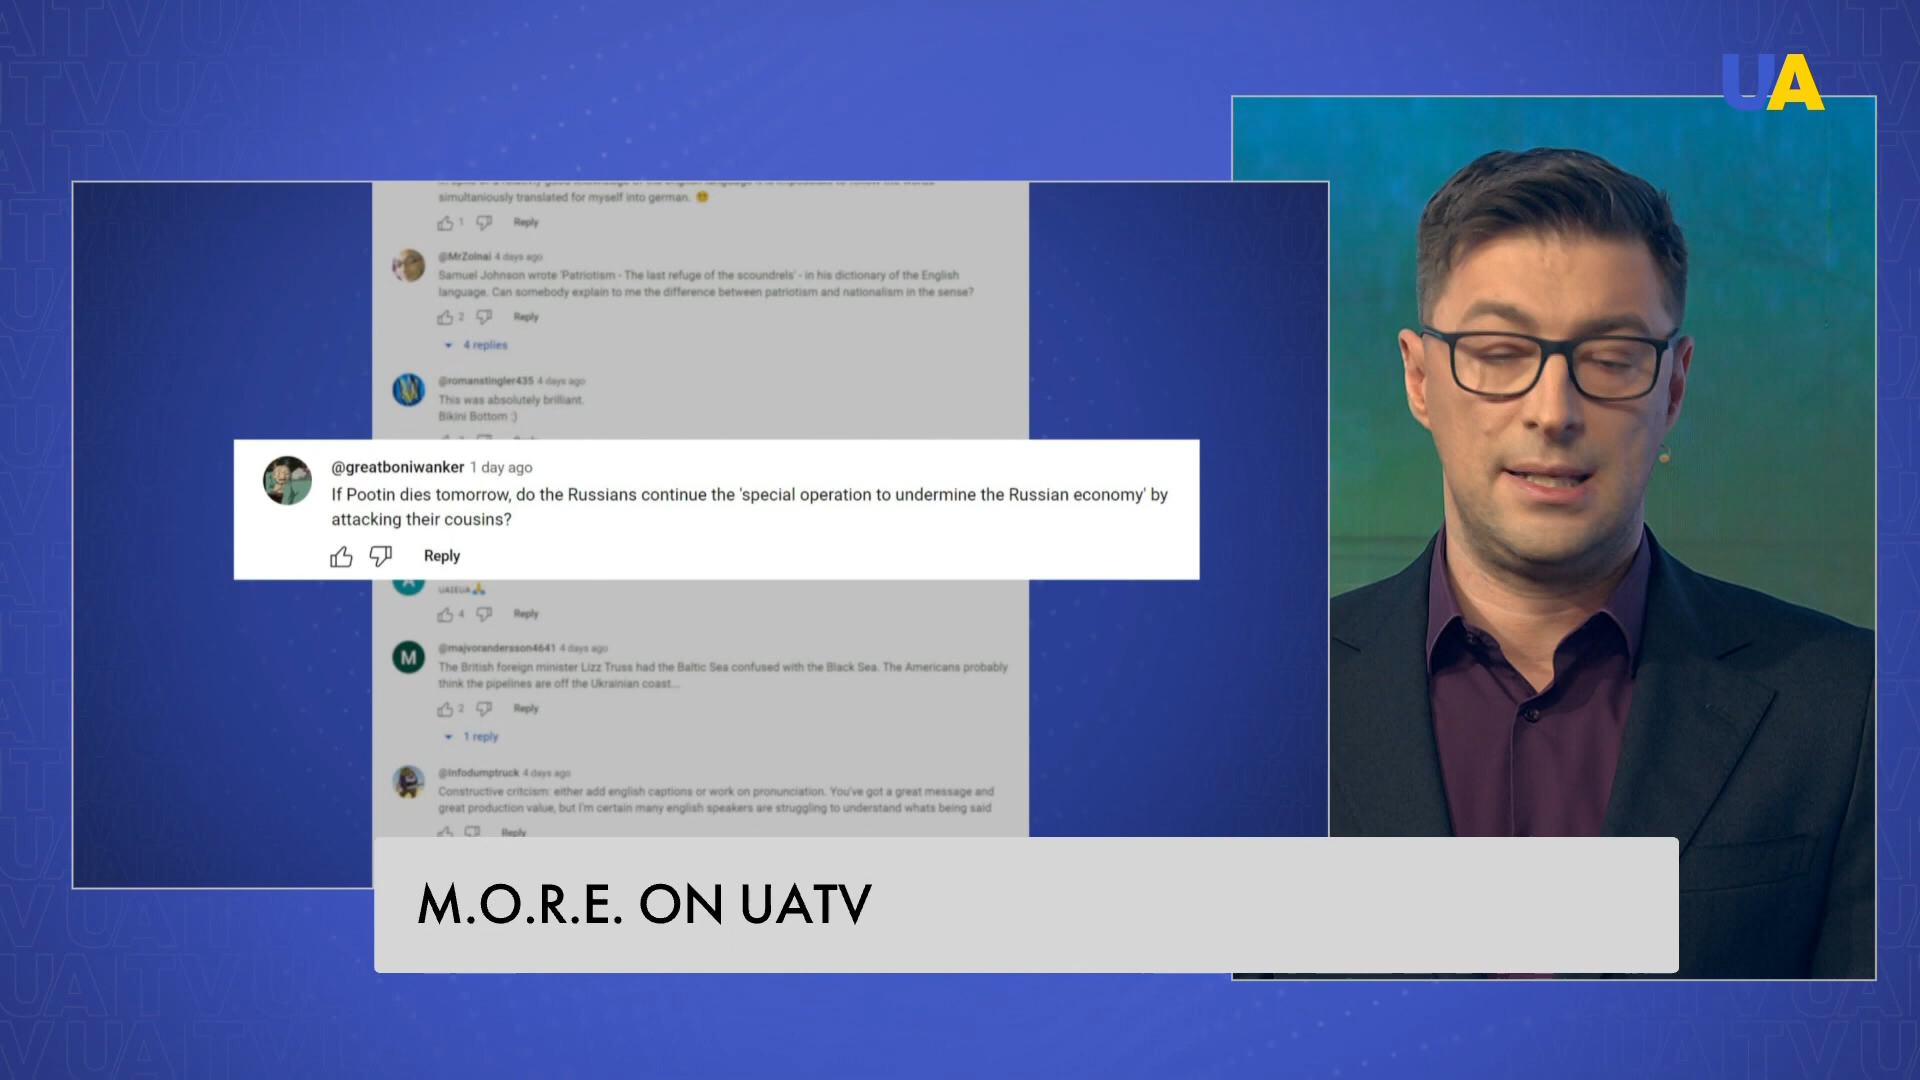 UA
simultaniously translated for myself into german.
1 Reply
@MrZolnai 4 days ago
Samuel Johnson wrote 'Patriotism - The last refuge of the scoundrels' - in his dictionary of the English
language. Can somebody explain to me the difference between patriotism and nationalism in the sense?
2 Reply
4 replies
@romanstingler435 4 days ago
This was absolutely brilliant.
Bikini Bottom :)
@greatboniwanker 1 day ago
If Pootin dies tomorrow, do the Russians continue the 'special operation to undermine the Russian economy' by
attacking their cousins?
Reply
4 Reply
M
@majvorandersson4641 4 days ago
The British foreign minister Lizz Truss had the Baltic Sea confused with the Black Sea. The Americans probably
think the pipelines are off the Ukrainian coast...
2 Reply
1 reply
@Infodumptruck 4 days ago
Constructive critcism: either add english captions or work on pronunciation. You've got a great message and
great production value, but I'm certain many english speakers are struggling to understand whats being said
Reply
M.O.R.E. ON UATV